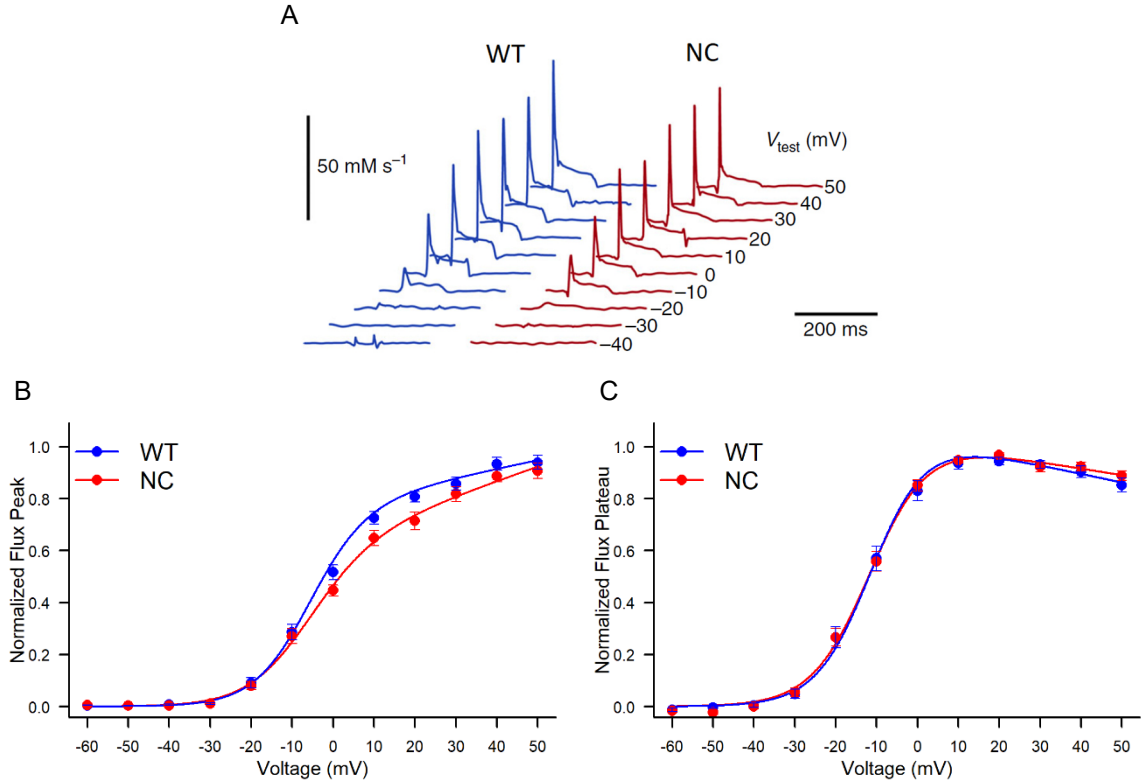 A
WT
NC
50 mM s⁻¹
Vtest (mV)
50
40
30
20
10
0
–10
–20
–30
–40
200 ms
B
WT
NC
Normalized Flux Peak
1.0
0.8
0.6
0.4
0.2
0.0
-60 -50 -40 -30 -20 -10 0 10 20 30 40 50
Voltage (mV)
C
WT
NC
Normalized Flux Plateau
1.0
0.8
0.6
0.4
0.2
0.0
-60 -50 -40 -30 -20 -10 0 10 20 30 40 50
Voltage (mV)